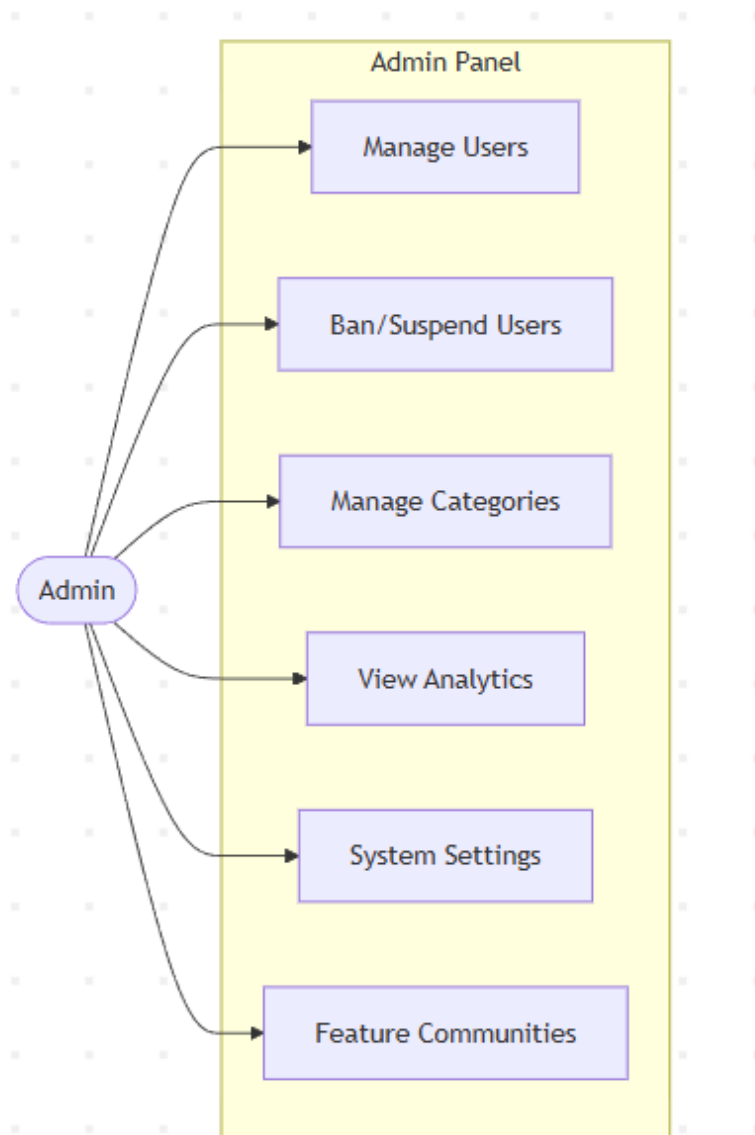 Admin Panel
Manage Users
Ban/Suspend Users
Manage Categories
Admin
View Analytics
System Settings
Feature Communities